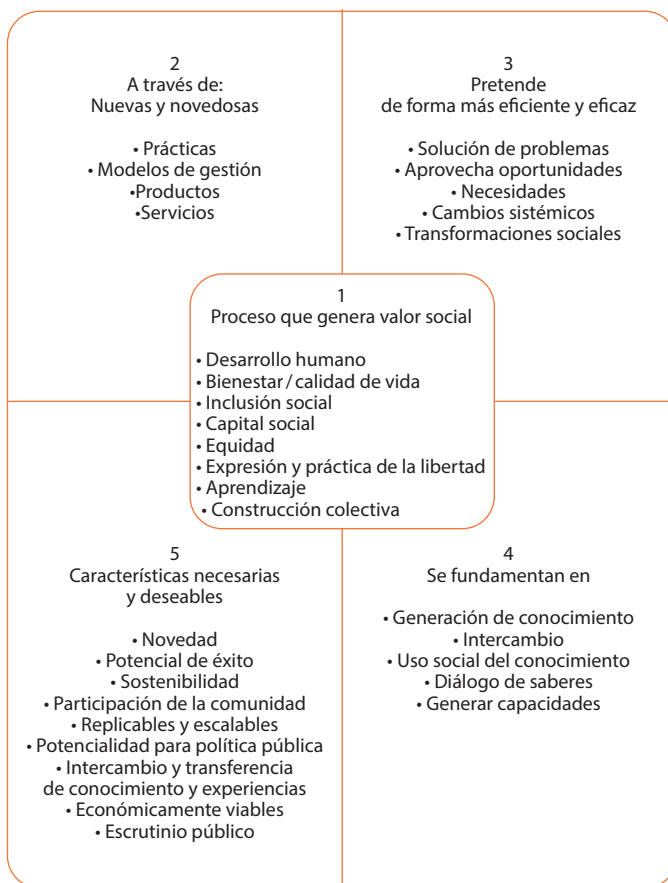 2
A través de:
Nuevas y novedosas
• Prácticas
• Modelos de gestión
•Productos
•Servicios
3
Pretende
de forma más eficiente y eficaz
• Solución de problemas
• Aprovecha oportunidades
• Necesidades
• Cambios sistémicos
• Transformaciones sociales
1
Proceso que genera valor social
• Desarrollo humano
• Bienestar / calidad de vida
• Inclusión social
• Capital social
• Equidad
• Expresión y práctica de la libertad
• Aprendizaje
• Construcción colectiva
5
Características necesarias
y deseables
• Novedad
• Potencial de éxito
• Sostenibilidad
• Participación de la comunidad
• Replicables y escalables
• Potencialidad para política pública
• Intercambio y transferencia
de conocimiento y experiencias
• Económicamente viables
• Escrutinio público
4
Se fundamentan en
• Generación de conocimiento
• Intercambio
• Uso social del conocimiento
• Diálogo de saberes
• Generar capacidades